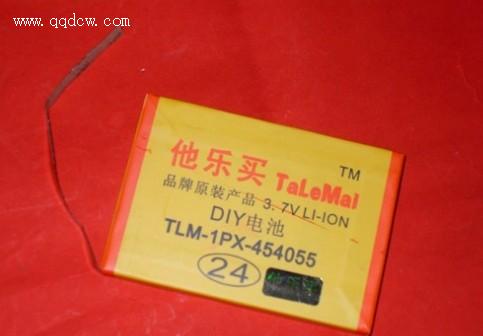 www.qqdcw.com
他乐买 TaLeMai TM
品牌原装产品 3.7V LI-ION
DIY电池
TLM-1PX-454055
24